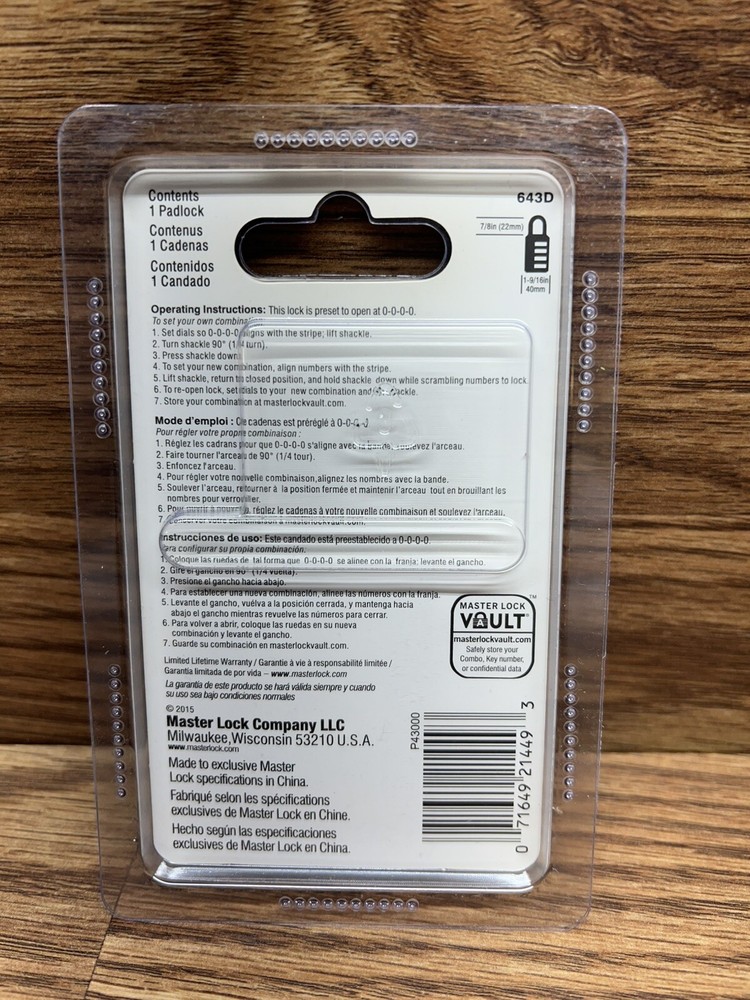 Contents
1 Padlock
Contenus
1 Cadenas
Contenidos
1 Candado
643D
7/8in (22mm)
1-9/16in
40mm
Operating Instructions: This lock is preset to open at 0-0-0-0.
To set your own combination
1. Set dials so 0-0-0-0 aligns with the stripe; lift shackle.
2. Turn shackle 90° (1/4 turn).
3. Press shackle down.
4. To set your new combination, align numbers with the stripe.
5. Lift shackle, return to closed position, and hold shackle down while scrambling numbers to lock
6. To re-open lock, set dials to your new combination and lift shackle.
7. Store your combination at masterlockvault.com.
Mode d'emploi : Ce cadenas est préréglé à 0-0-0-0
Pour régler votre propre combinaison :
1. Réglez les cadrans pour que 0-0-0-0 s'aligne avec la bande; soulevez l'arceau.
2. Faire tourner l'arceau de 90° (1/4 tour).
3. Enfoncez l'arceau.
4. Pour régler votre nouvelle combinaison,alignez les nombres avec la bande.
5. Soulever l'arceau, retourner à la position fermée et maintenir l'arceau tout en brouillant les
nombres pour verrouiller.
6. Pour ouvrir à nouveau, réglez le cadenas à votre nouvelle combinaison et soulevez l'arceau.
7. Conservez votre combinaison à masterlockvault.com.
Instrucciones de uso: Este candado está preestablecido a 0-0-0-0.
Para configurar su propia combinación.
1. Coloque las ruedas de tal forma que 0-0-0-0 se alinee con la franja; levante el gancho.
2. Gire el gancho en 90° (1/4 vuelta).
3. Presione el gancho hacia abajo.
4. Para establecer una nueva combinación, alinee las números con la franja.
5. Levante el gancho, vuélva a la posición cerrada, y mantenga hacia
abajo el gancho mientras revuelve los números para cerrar.
6. Para volver a abrir, coloque las ruedas en su nueva
combinación y levante el gancho.
7. Guarde su combinación en masterlockvault.com.
MASTER LOCK
VAULT
™
masterlockvault.com
Safely store your
Combo, Key number,
or confidential data
Limited Lifetime Warranty / Garantie à vie à responsabilité limitée /
Garantía limitada de por vida – www.masterlock.com
La garantía de este producto se hará válida siempre y cuando
su uso sea bajo condiciones normales
© 2015
Master Lock Company LLC
Milwaukee,Wisconsin 53210 U.S.A.
www.masterlock.com
Made to exclusive Master
Lock specifications in China.
Fabriqué selon les spécifications
exclusives de Master Lock en Chine.
Hecho según las especificaciones
exclusivas de Master Lock en China.
P43000
0 71649 21449 3